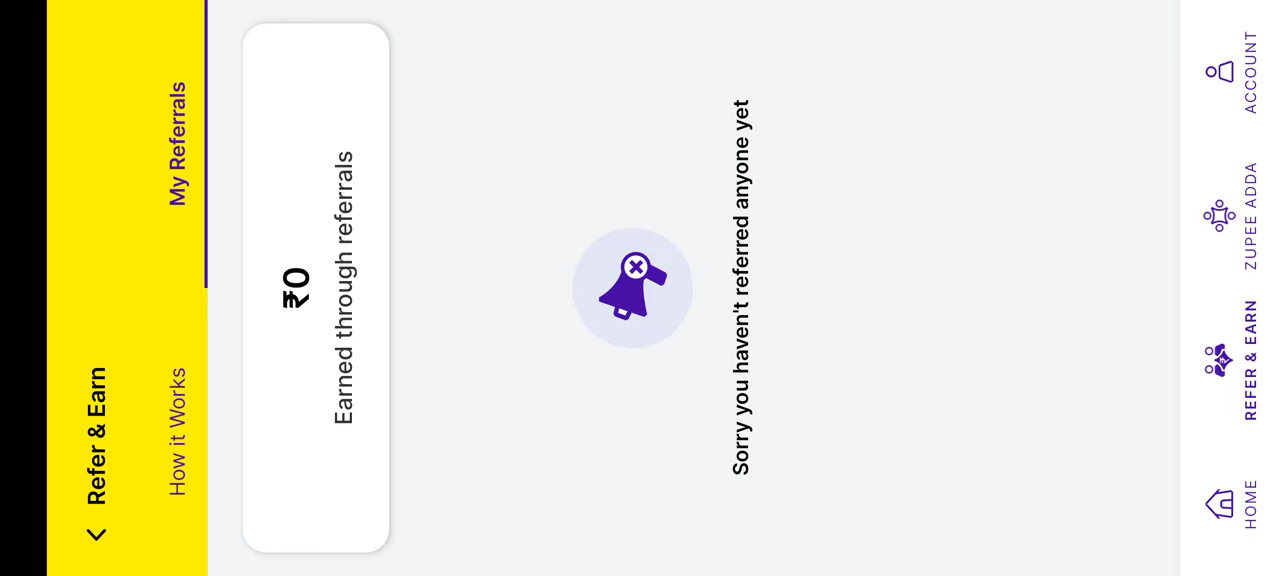 Refer & Earn
How it Works
My Referrals
₹0
Earned through referrals
Sorry you haven't referred anyone yet
HOME
REFER & EARN
ZUPEE ADDA
ACCOUNT